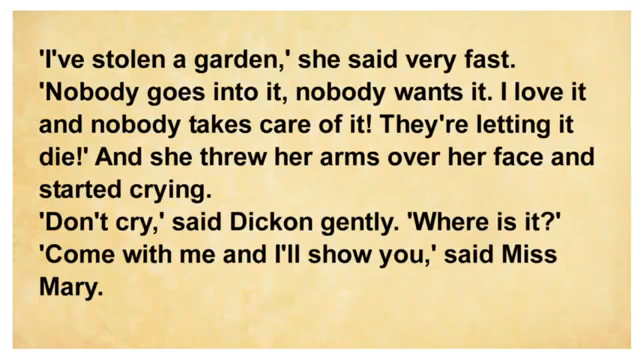 'I've stolen a garden,' she said very fast.
'Nobody goes into it, nobody wants it. I love it
and nobody takes care of it! They're letting it
die!' And she threw her arms over her face and
started crying.
'Don't cry,' said Dickon gently. 'Where is it?'
'Come with me and I'll show you,' said Miss
Mary.